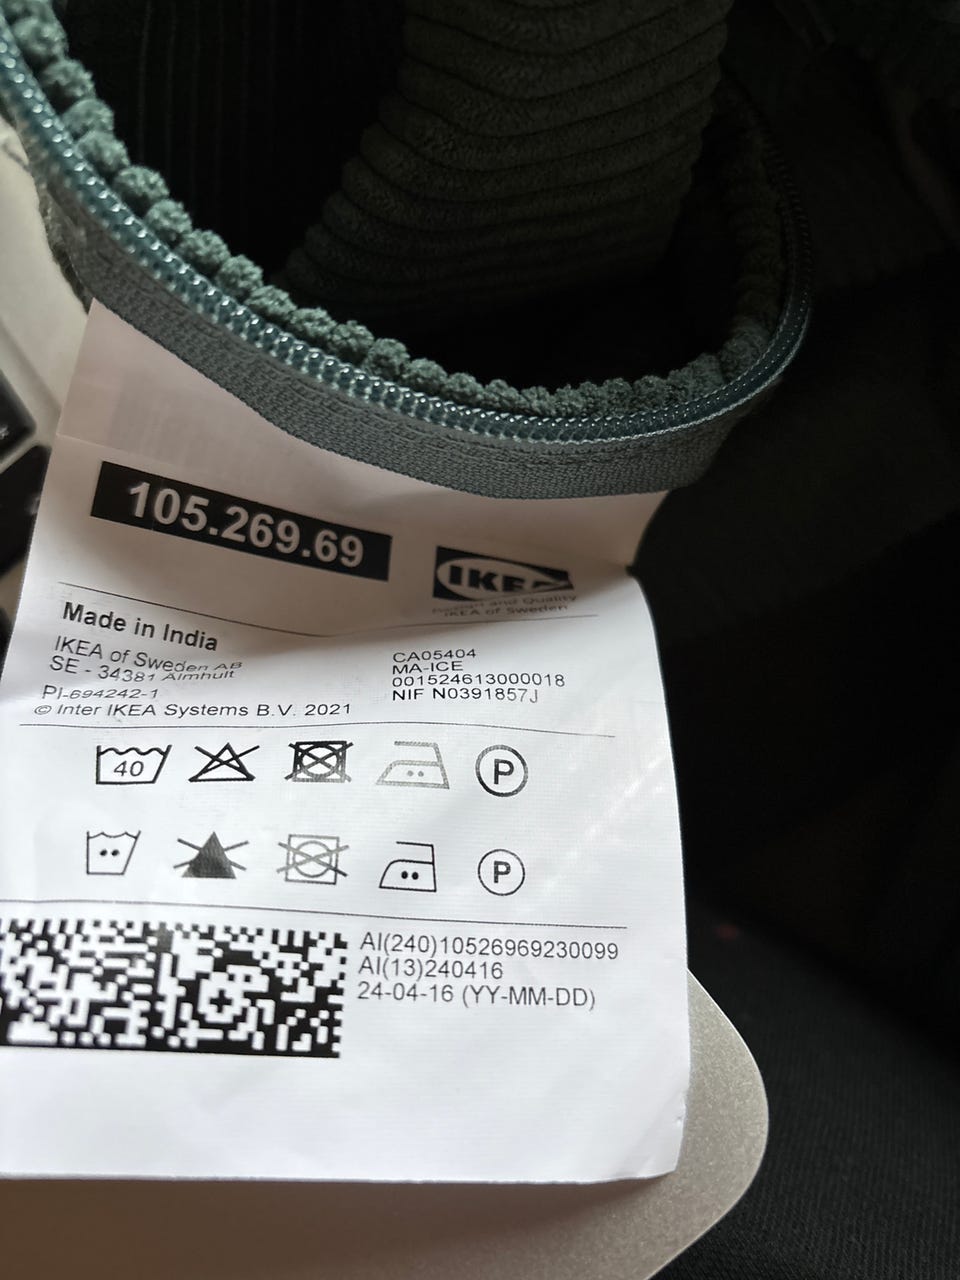 105.269.69
IKEA
Design and Quality
IKEA of Sweden
Made in India
IKEA of Sweden AB
SE - 34381 Älmhult
PI-694242-1
© Inter IKEA Systems B.V. 2021
CA05404
MA-ICE
001524613000018
NIF N0391857J
40
P
P
AI(240)10526969230099
AI(13)240416
24-04-16 (YY-MM-DD)